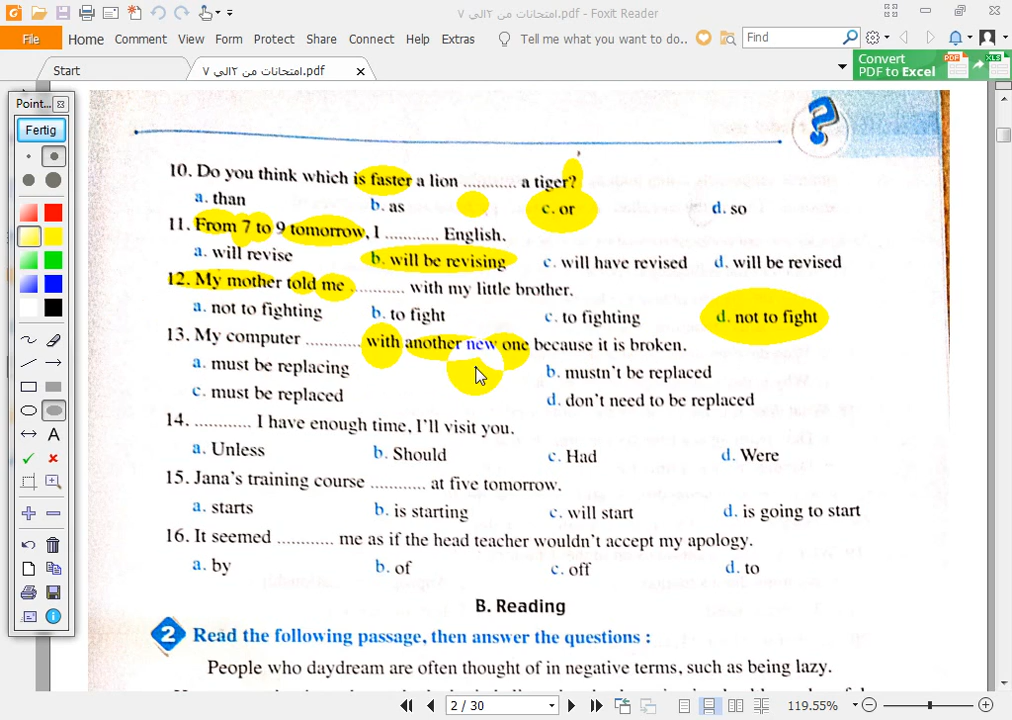 امتحانات من ٢الي ٧.pdf - Foxit Reader
File Home Comment View Form Protect Share Connect Help Extras Tell me what you want to do.. Find
Start امتحانات من ٢الي ٧.pdf
Convert
PDF to Excel
Point...
Fertig
10. Do you think which is faster a lion ........... a tiger?
a. than b. as c. or d. so
11. From 7 to 9 tomorrow, I ........... English.
a. will revise b. will be revising c. will have revised d. will be revised
12. My mother told me ........... with my little brother.
a. not to fighting b. to fight c. to fighting d. not to fight
13. My computer ........... with another new one because it is broken.
a. must be replacing b. mustn't be replaced
c. must be replaced d. don't need to be replaced
14. ........... I have enough time, I'll visit you.
a. Unless b. Should c. Had d. Were
15. Jana's training course ........... at five tomorrow.
a. starts b. is starting c. will start d. is going to start
16. It seemed ........... me as if the head teacher wouldn't accept my apology.
a. by b. of c. off d. to
B. Reading
2 Read the following passage, then answer the questions :
People who daydream are often thought of in negative terms, such as being lazy.
2 / 30 119.55%